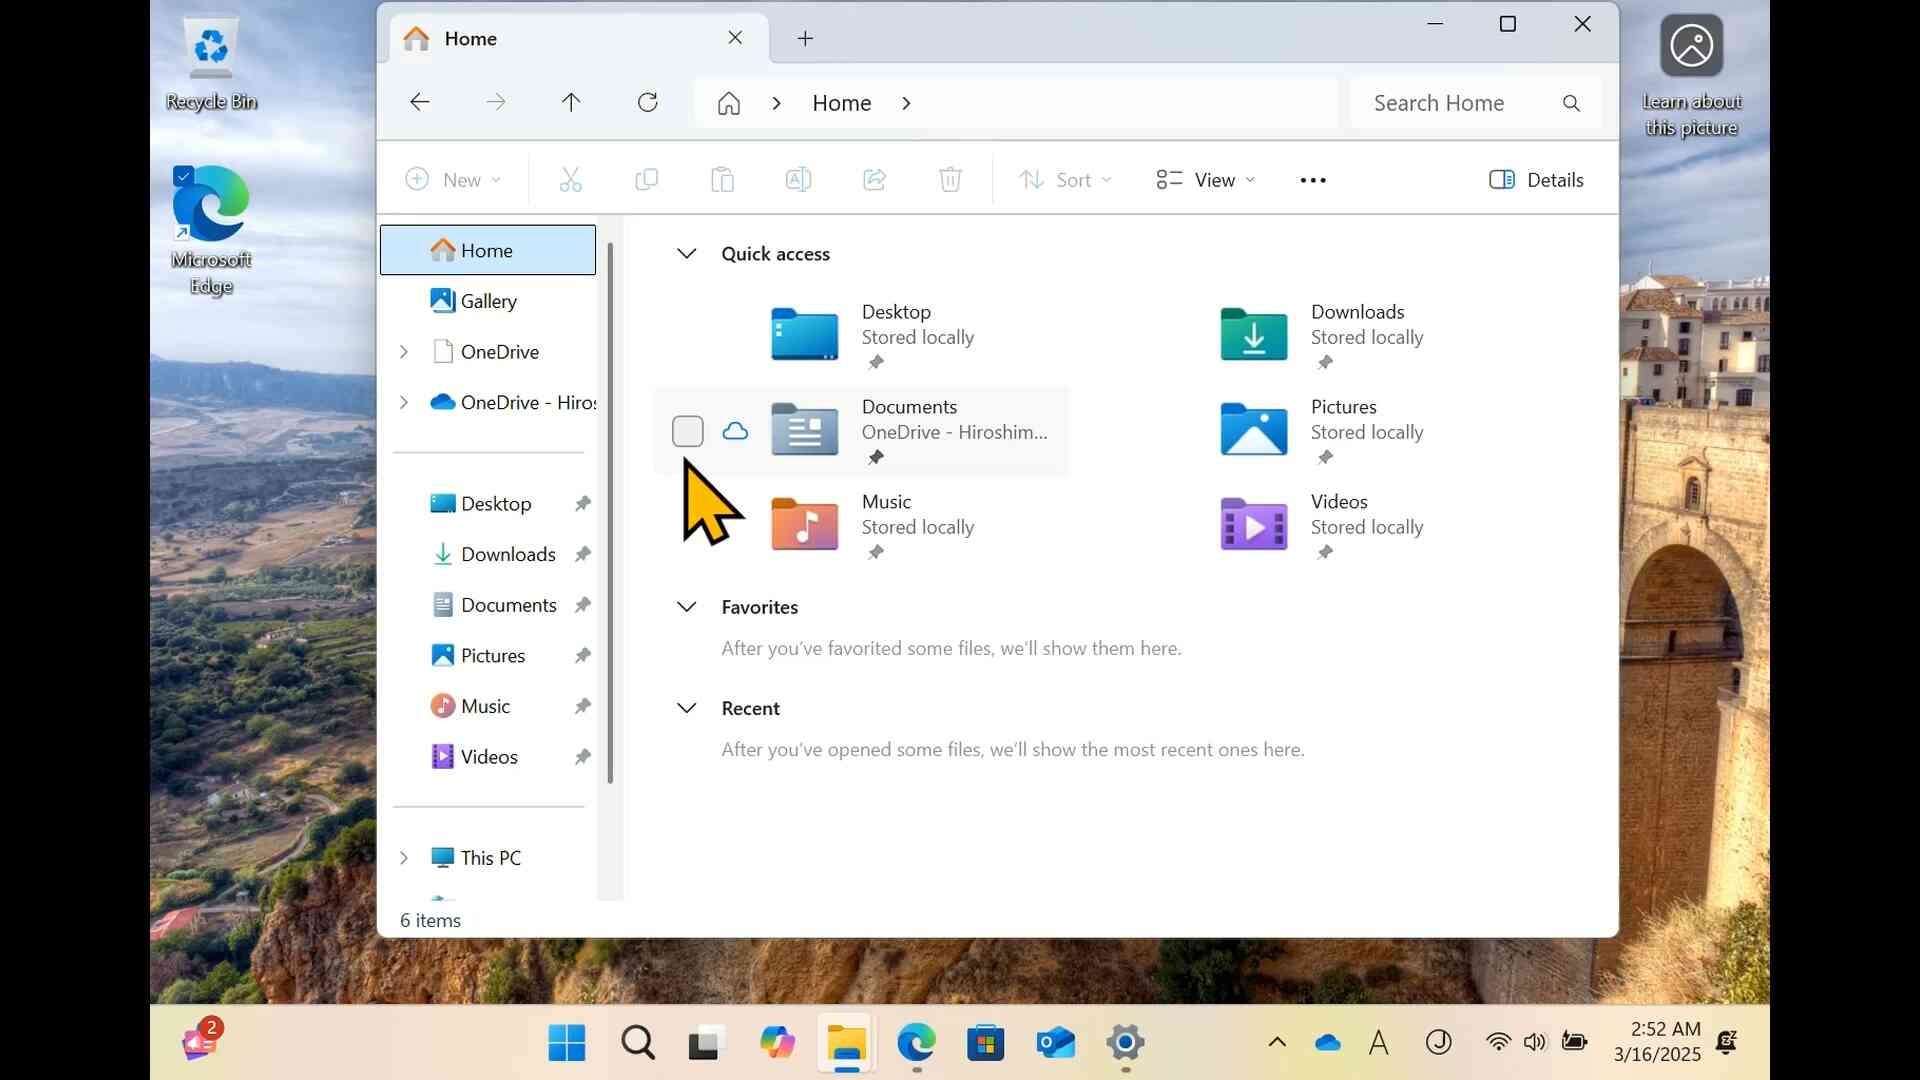 Recycle Bin
Microsoft
Edge
Learn about
this picture
Home
Home
Search Home
New
Sort
View
Details
Home
Gallery
OneDrive
OneDrive - Hiros
Desktop
Downloads
Documents
Pictures
Music
Videos
This PC
6 items
Quick access
Desktop
Stored locally
Downloads
Stored locally
Documents
OneDrive - Hiroshim...
Pictures
Stored locally
Music
Stored locally
Videos
Stored locally
Favorites
After you've favorited some files, we'll show them here.
Recent
After you've opened some files, we'll show the most recent ones here.
2
A
J
2:52 AM
3/16/2025